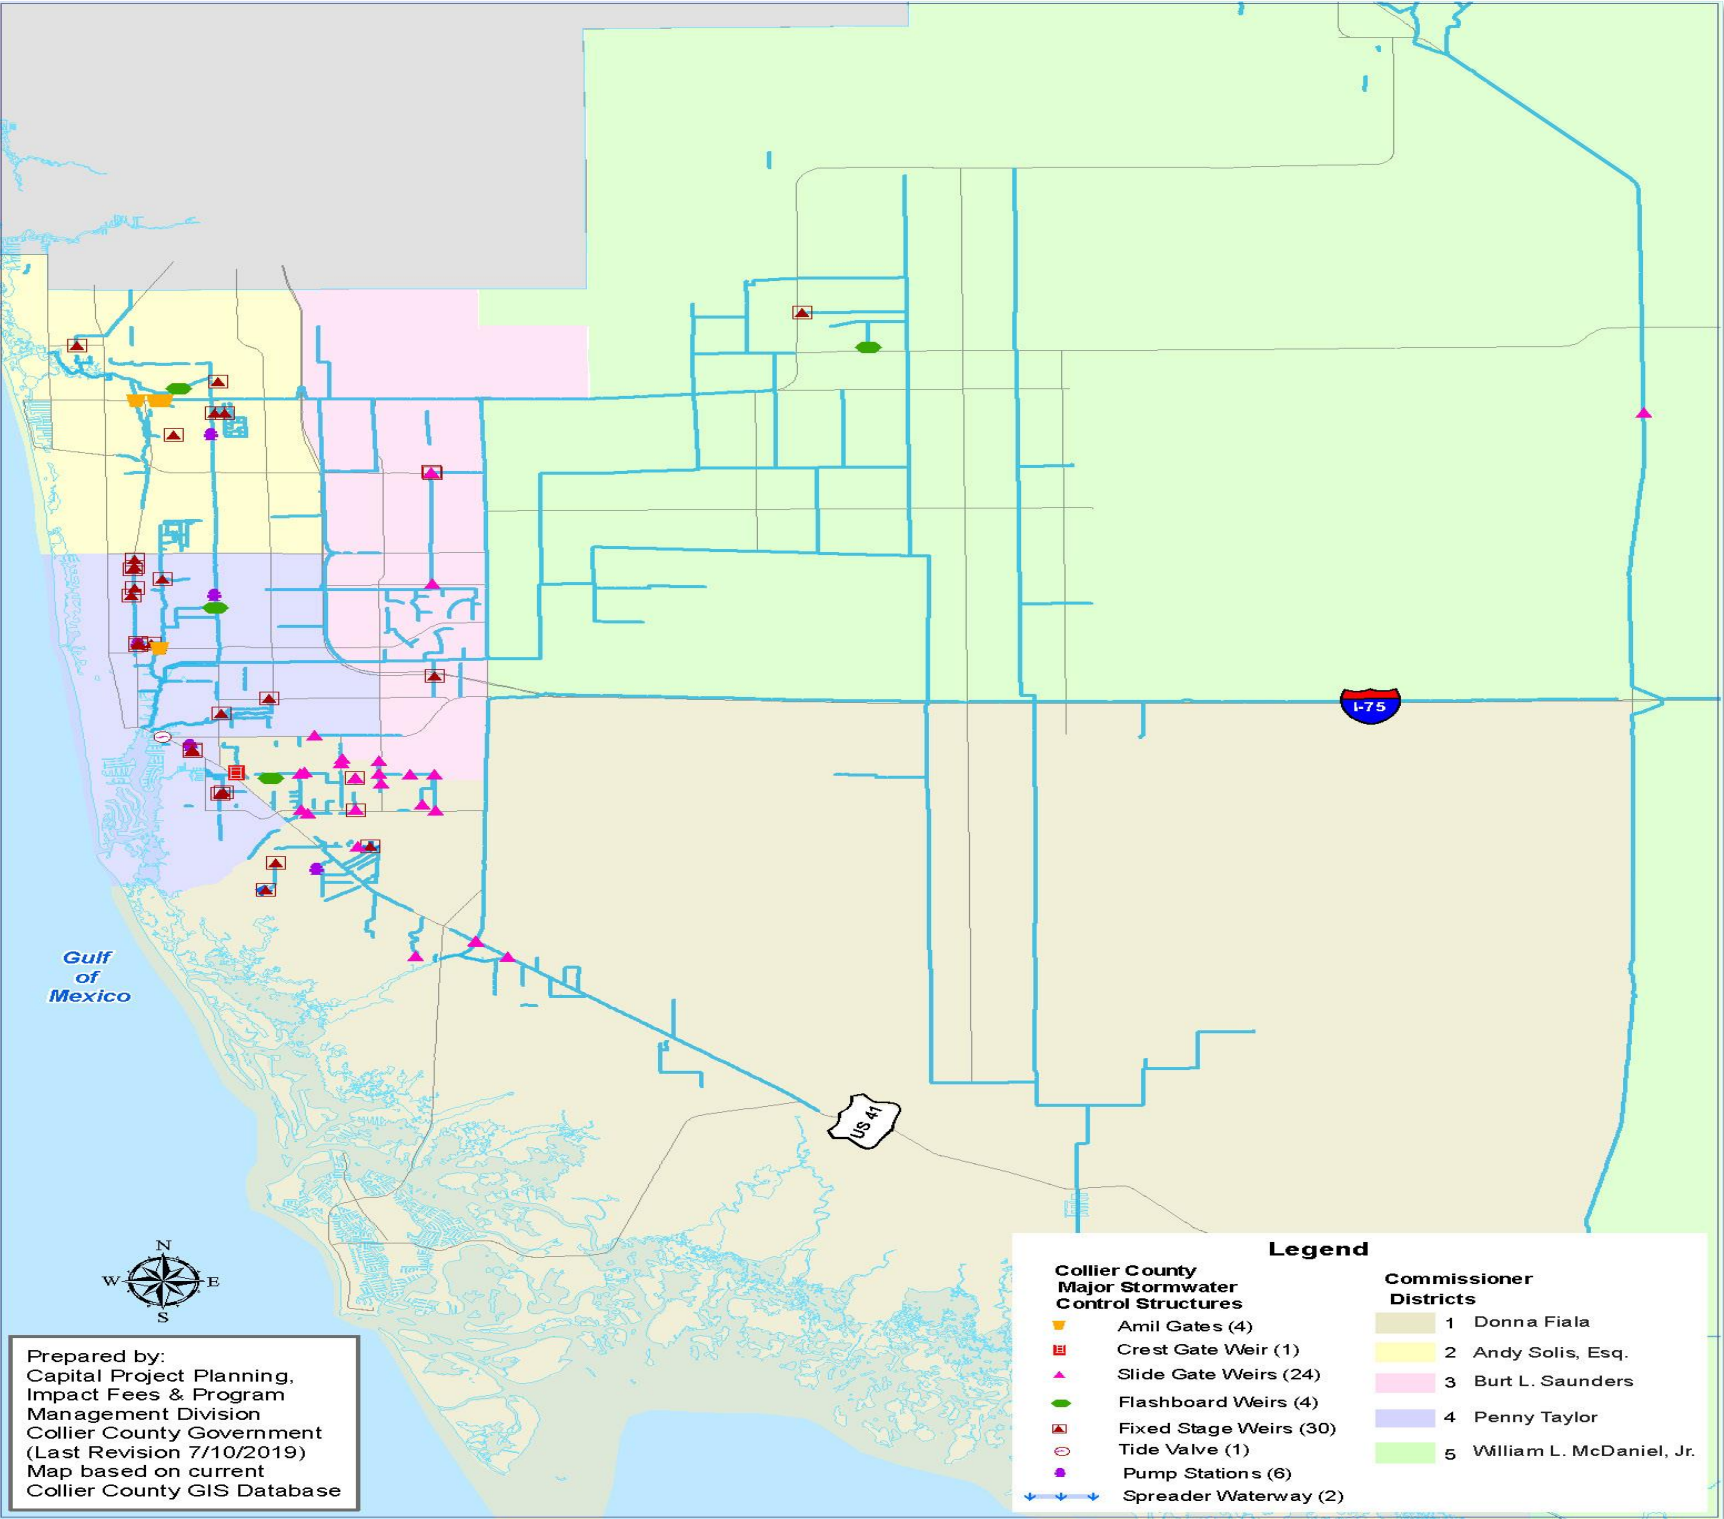 I-75
Gulf
of
Mexico
US 41
N
W
E
S
Prepared by:
Capital Project Planning,
Impact Fees & Program
Management Division
Collier County Government
(Last Revision 7/10/2019)
Map based on current
Collier County GIS Database
Legend
Collier County
Major Stormwater
Control Structures
Amil Gates (4)
Crest Gate Weir (1)
Slide Gate Weirs (24)
Flashboard Weirs (4)
Fixed Stage Weirs (30)
Tide Valve (1)
Pump Stations (6)
Spreader Waterway (2)
Commissioner
Districts
1 Donna Fiala
2 Andy Solis, Esq.
3 Burt L. Saunders
4 Penny Taylor
5 William L. McDaniel, Jr.